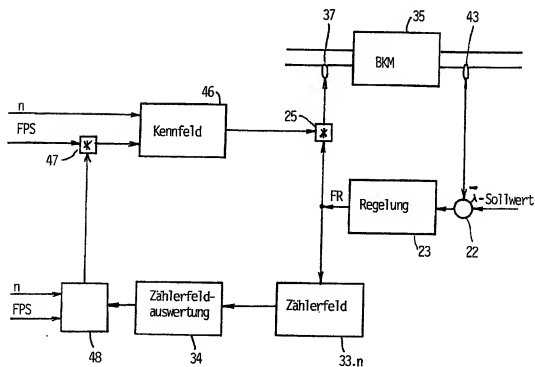 37
35
43
BKM
46
n
25
Kennfeld
FPS
*
*
47
FR
Regelung
λ-Sollwert
23
22
n
FPS
Zählerfeld-
auswertung
Zählerfeld
48
34
33.n